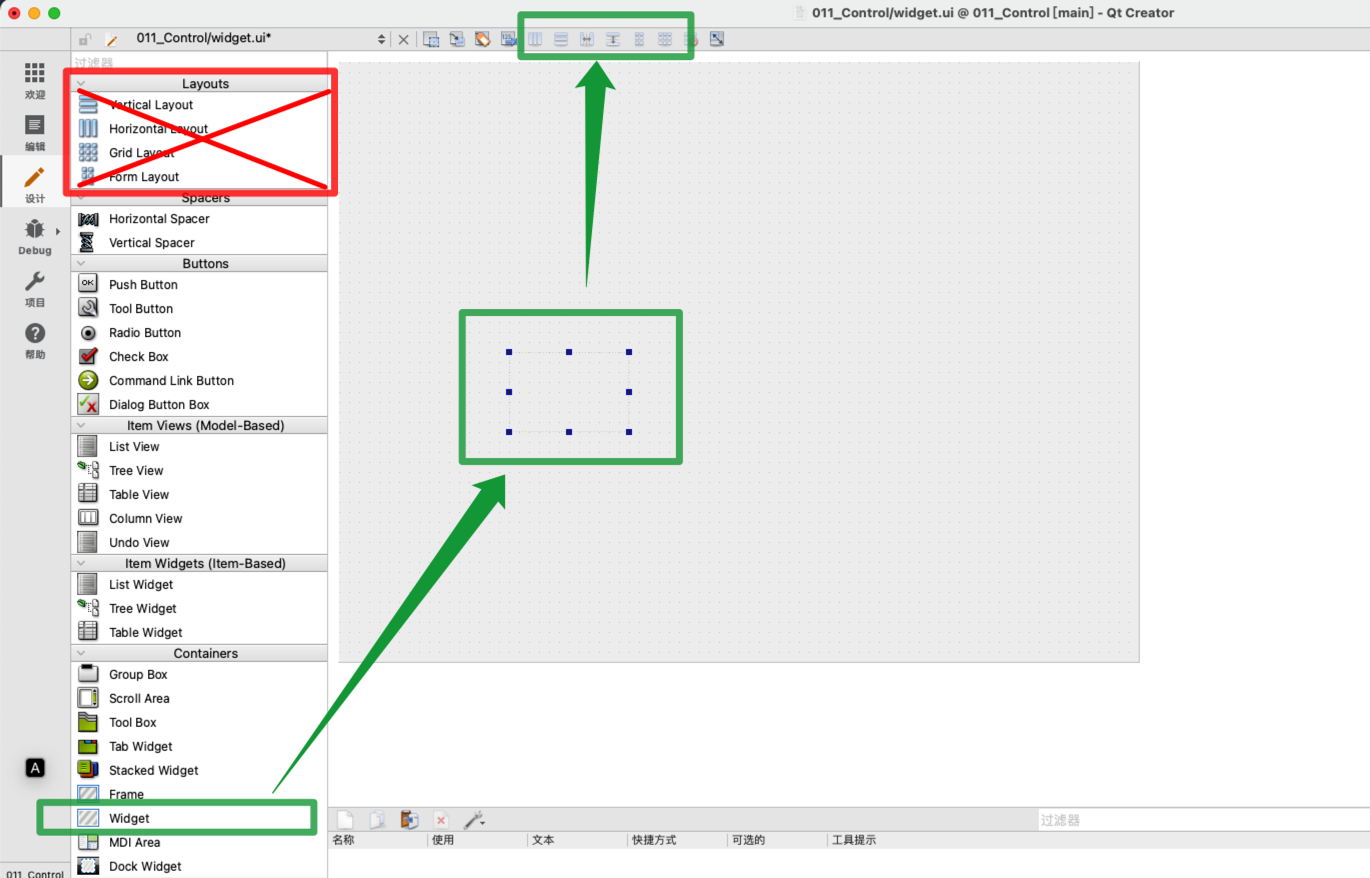 011_Control/widget.ui @ 011_Control [main] - Qt Creator
011_Control/widget.ui*
过滤器
欢迎
编辑
设计
Debug
项目
帮助
A
011_Control
Layouts
Vertical Layout
Horizontal Layout
Grid Layout
Form Layout
Spacers
Horizontal Spacer
Vertical Spacer
Buttons
OK
Push Button
Tool Button
Radio Button
Check Box
Command Link Button
Dialog Button Box
Item Views (Model-Based)
List View
Tree View
Table View
Column View
Undo View
Item Widgets (Item-Based)
List Widget
Tree Widget
Table Widget
Containers
Group Box
Scroll Area
Tool Box
Tab Widget
Stacked Widget
Frame
Widget
MDI Area
Dock Widget
过滤器
名称 使用 文本 快捷方式 可选的 工具提示